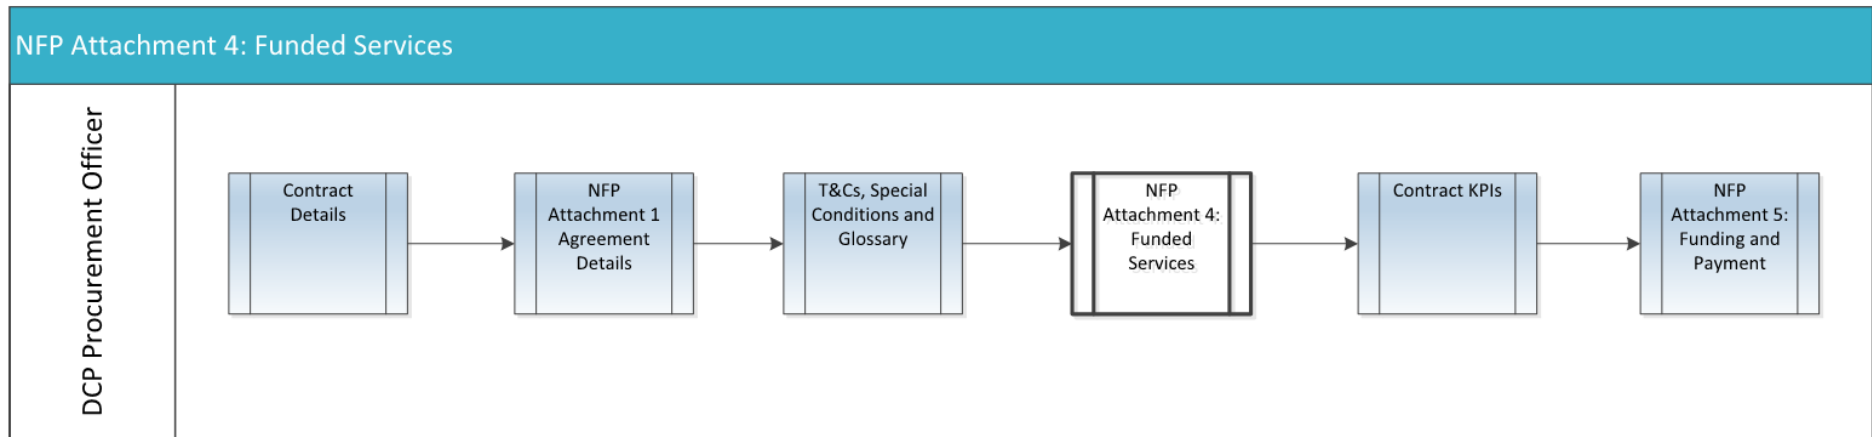 NFP Attachment 4: Funded Services
DCP Procurement Officer
Contract
Details
NFP
Attachment 1
Agreement
Details
T&Cs, Special
Conditions and
Glossary
NFP
Attachment 4:
Funded
Services
Contract KPIs
NFP
Attachment 5:
Funding and
Payment